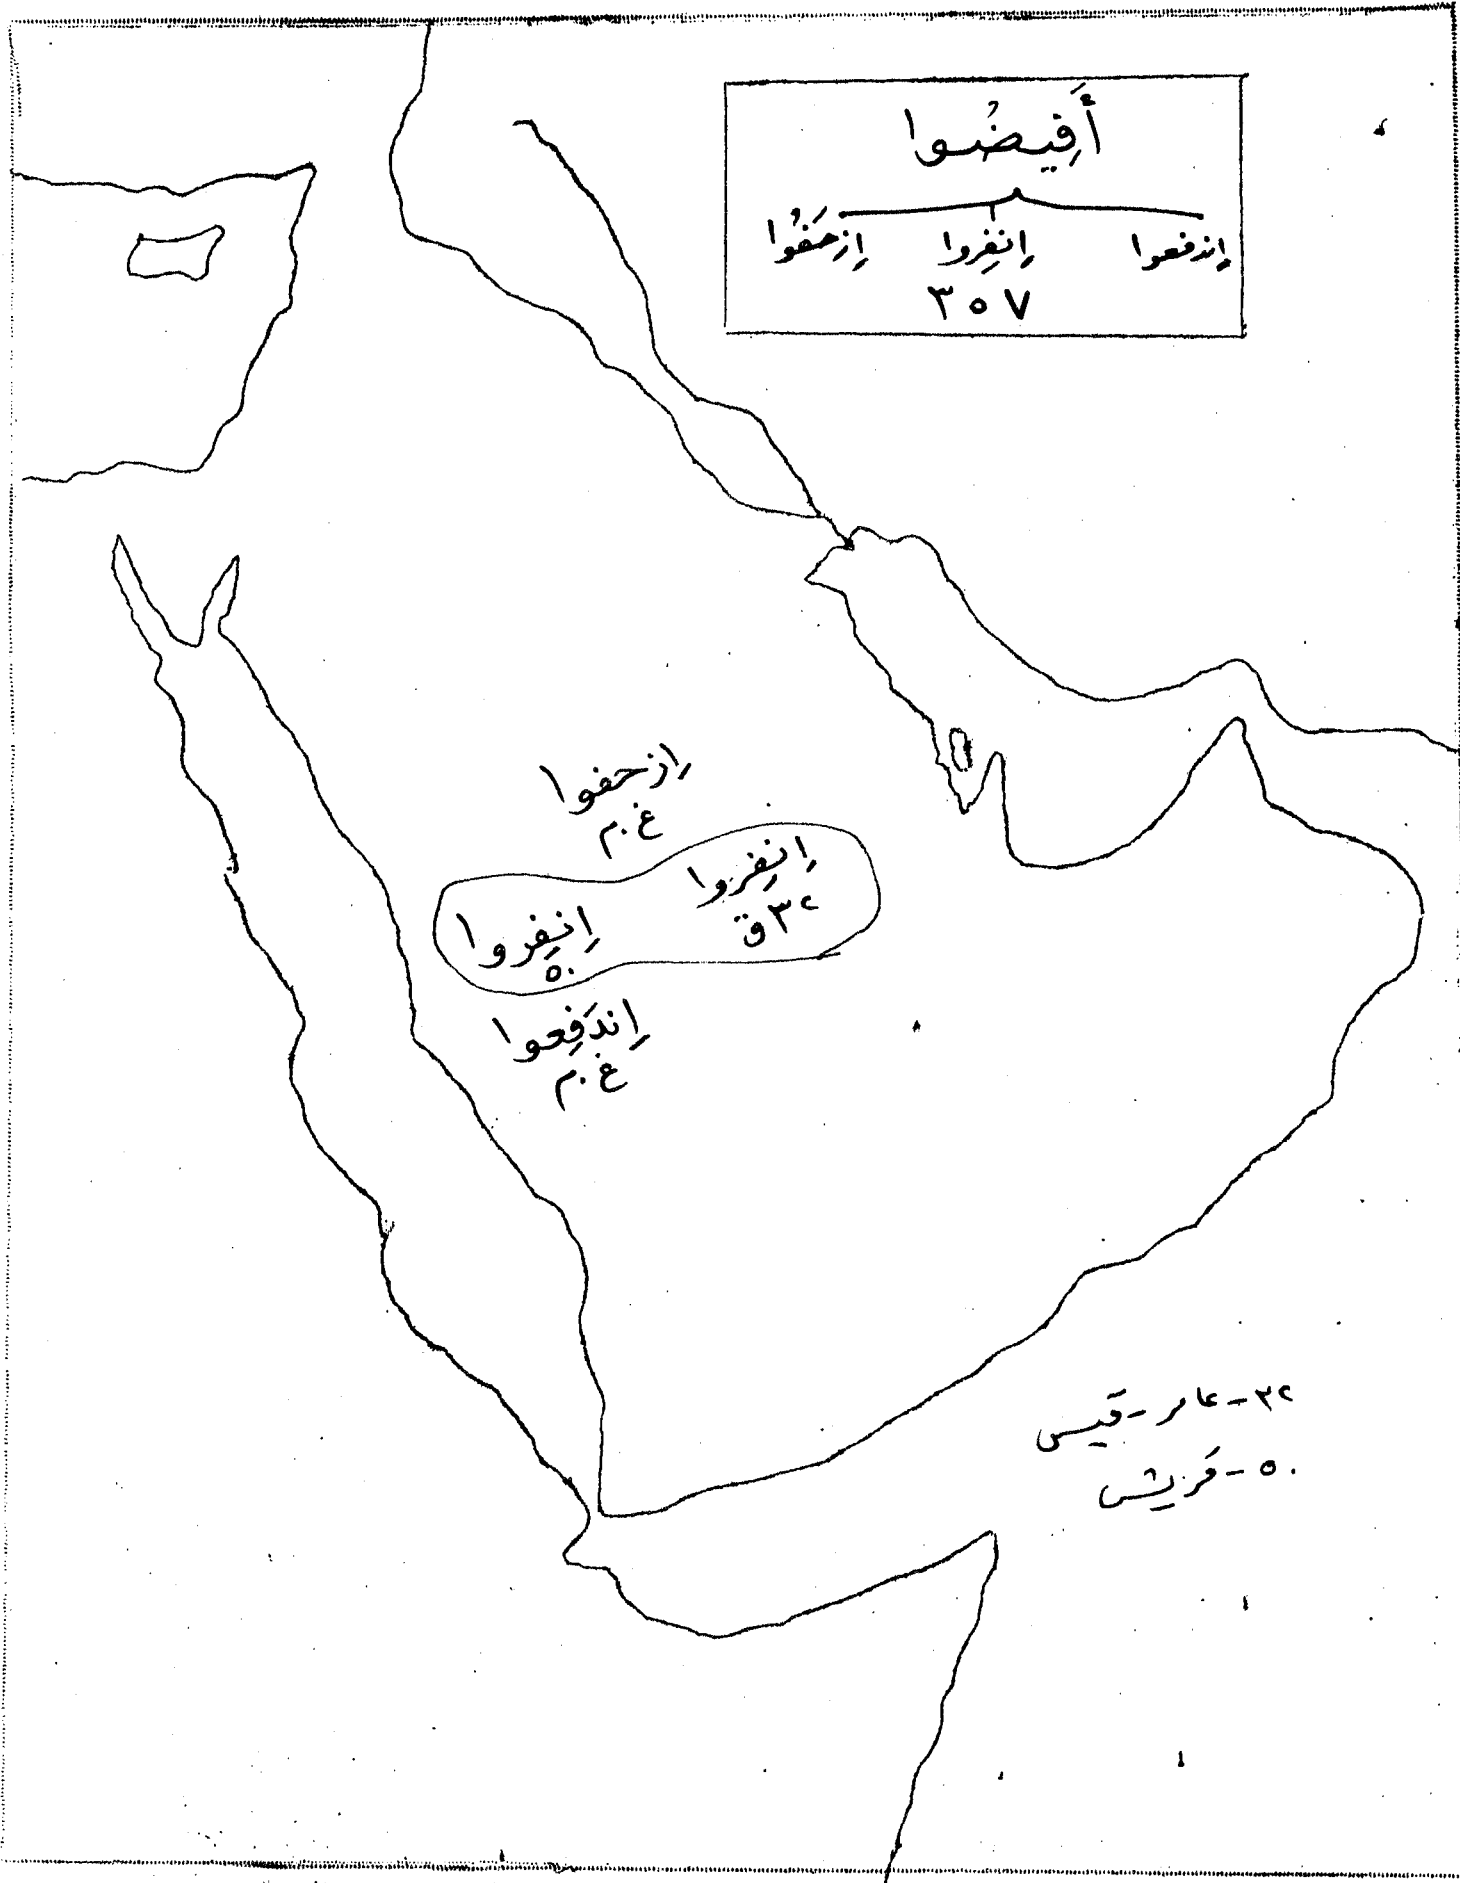 أَفِيضُوا
إندفعوا إنفِروا إزحَفُوا
٣٥٧
إزحفوا
غ.م
إنفِروا
٣٢ ق
إنفِروا
٥٠
إندَفِعوا
غ.م
٣٢ - عامر - قيس
٥٠ - قريش